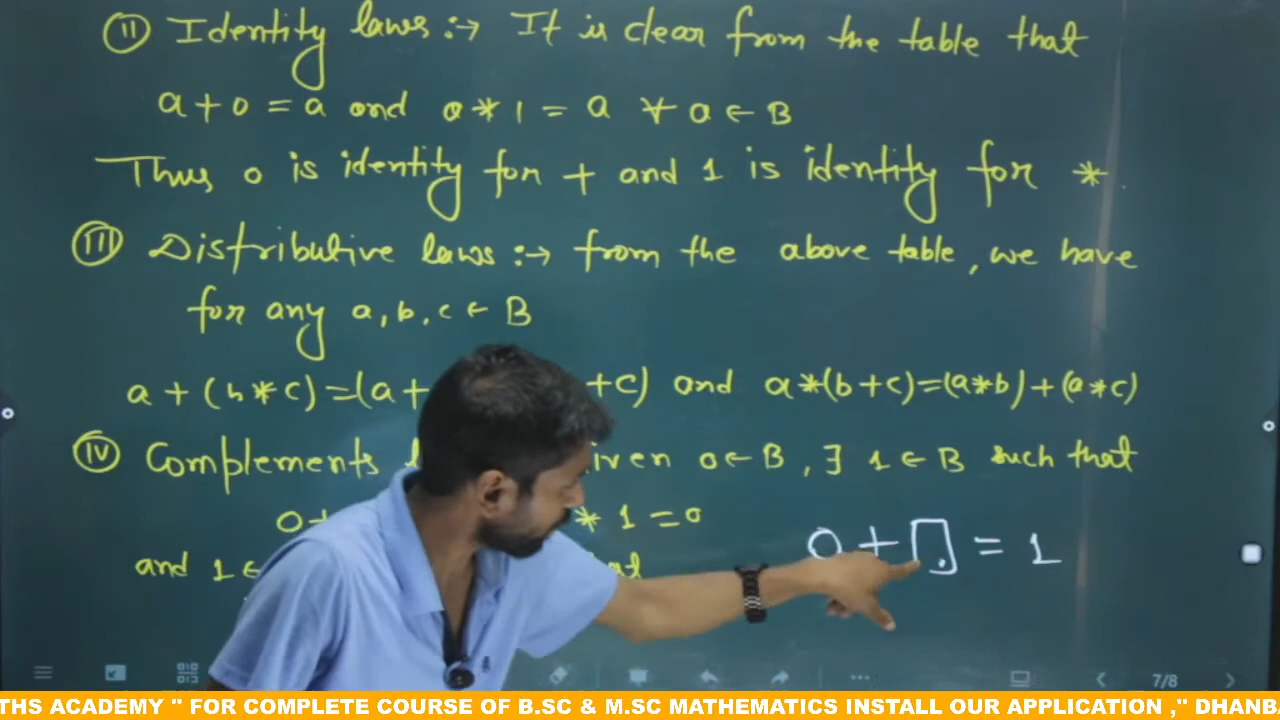 (II) Identity laws :→ It is clear from the table that
a + 0 = a and a * 1 = a ∀ a ∈ B
Thus 0 is identity for + and 1 is identity for *.
(III) Distributive laws :→ from the above table, we have
for any a, b, c ∈ B
a + (b * c) = (a + +c) and a*(b+c)=(a*b)+(a*c)
(IV) Complements 0 ∈ B, ∃ 1 ∈ B such that
0+ * 1 = 0
0 + [.] = 1
and 1 ∈
7/8
THS ACADEMY " FOR COMPLETE COURSE OF B.SC & M.SC MATHEMATICS INSTALL OUR APPLICATION ," DHANBA